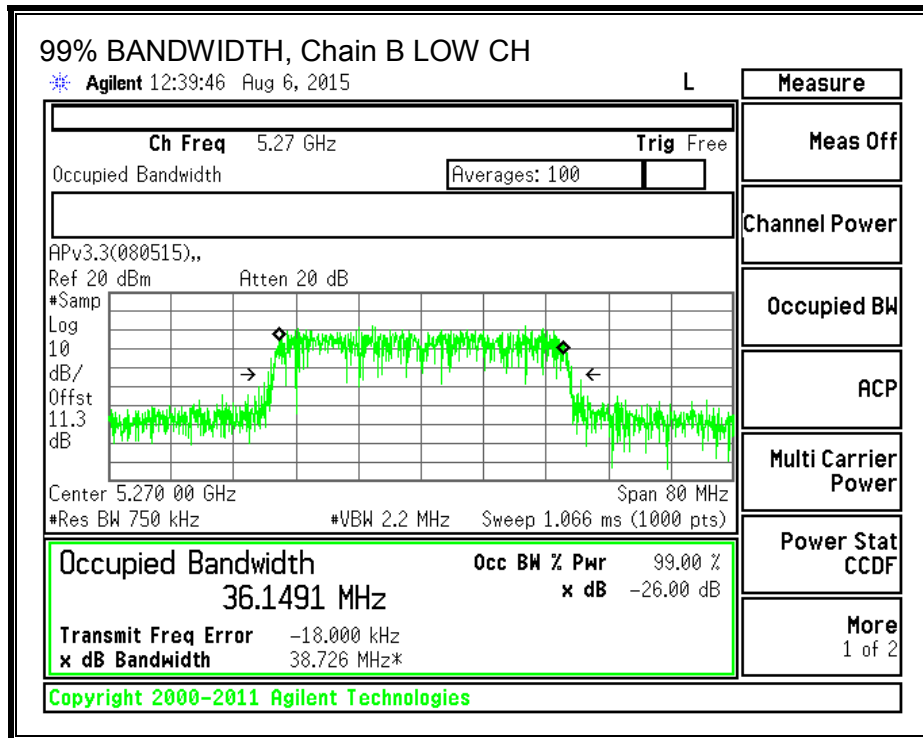 99% BANDWIDTH, Chain B LOW CH
Agilent 12:39:46 Aug 6, 2015 L
Measure
Ch Freq 5.27 GHz Trig Free
Occupied Bandwidth Averages: 100
APv3.3(080515),,
Ref 20 dBm Atten 20 dB
#Samp
Log
10
dB/
Offst
11.3
dB
Center 5.270 00 GHz Span 80 MHz
#Res BW 750 kHz #VBW 2.2 MHz Sweep 1.066 ms (1000 pts)
Occupied Bandwidth Occ BW % Pwr 99.00 %
36.1491 MHz x dB -26.00 dB
Transmit Freq Error -18.000 kHz
x dB Bandwidth 38.726 MHz*
Copyright 2000-2011 Agilent Technologies
Meas Off
Channel Power
Occupied BW
ACP
Multi Carrier
Power
Power Stat
CCDF
More
1 of 2